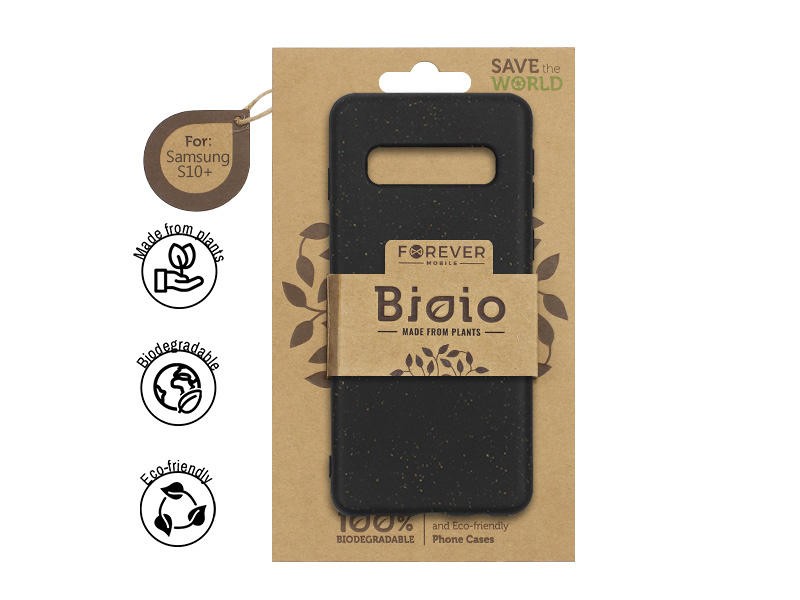 SAVE the
WORLD
For:
Samsung
S10+
Made from plants
FOREVER
MOBILE
Bioio
MADE FROM PLANTS
Biodegradable
Eco-friendly
100%
BIODEGRADABLE
and Eco-friendly
Phone Cases